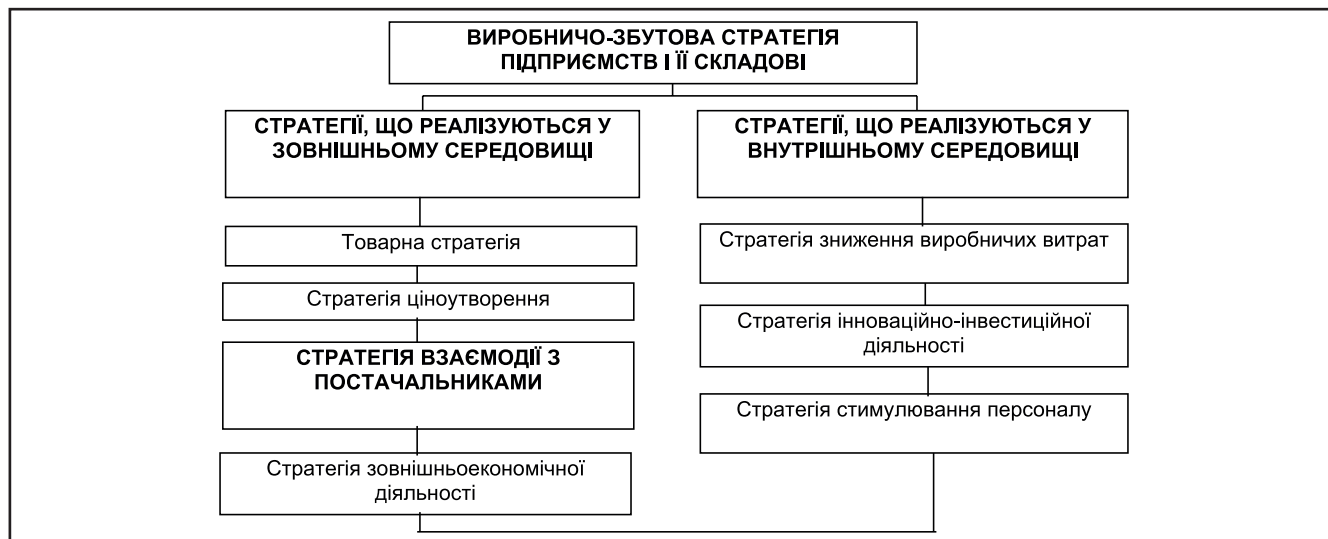 ВИРОБНИЧО-ЗБУТОВА СТРАТЕГІЯ
ПІДПРИЄМСТВ І ЇЇ СКЛАДОВІ
СТРАТЕГІЇ, ЩО РЕАЛІЗУЮТЬСЯ У
ЗОВНІШНЬОМУ СЕРЕДОВИЩІ
Товарна стратегія
Стратегія ціноутворення
СТРАТЕГІЯ ВЗАЄМОДІЇ З
ПОСТАЧАЛЬНИКАМИ
Стратегія зовнішньоекономічної
діяльності
СТРАТЕГІЇ, ЩО РЕАЛІЗУЮТЬСЯ У
ВНУТРІШНЬОМУ СЕРЕДОВИЩІ
Стратегія зниження виробничих витрат
Стратегія інноваційно-інвестиційної
діяльності
Стратегія стимулювання персоналу